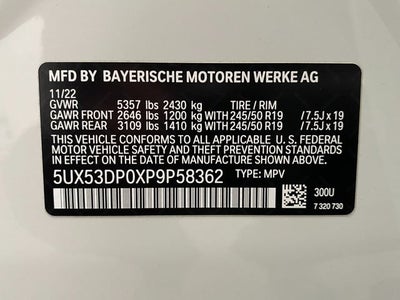 MFD BY BAYERISCHE MOTOREN WERKE AG
11/22
GVWR 5357 lbs 2430 kg TIRE / RIM
GAWR FRONT 2646 lbs 1200 kg WITH 245/50 R19 /7.5J x 19
GAWR REAR 3109 lbs 1410 kg WITH 245/50 R19 /7.5J x 19
THIS VEHICLE CONFORMS TO ALL APPLICABLE U.S. FEDERAL
MOTOR VEHICLE SAFETY AND THEFT PREVENTION STANDARDS
IN EFFECT ON THE DATE OF MANUFACTURE SHOWN ABOVE.
5UX53DP0XP9P58362 TYPE: MPV
300U
7 320 730